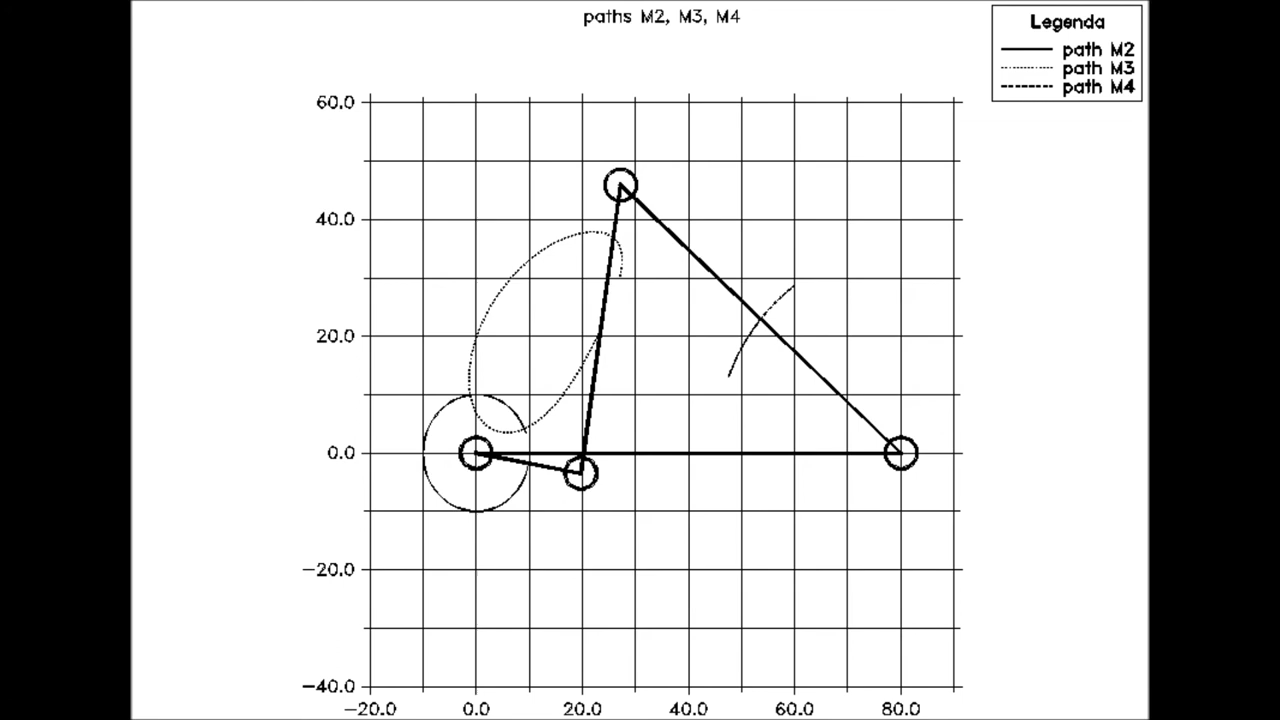 paths M2, M3, M4
Legenda
path M2
path M3
path M4
60.0
40.0
20.0
0.0
−20.0
−40.0
−20.0 0.0 20.0 40.0 60.0 80.0